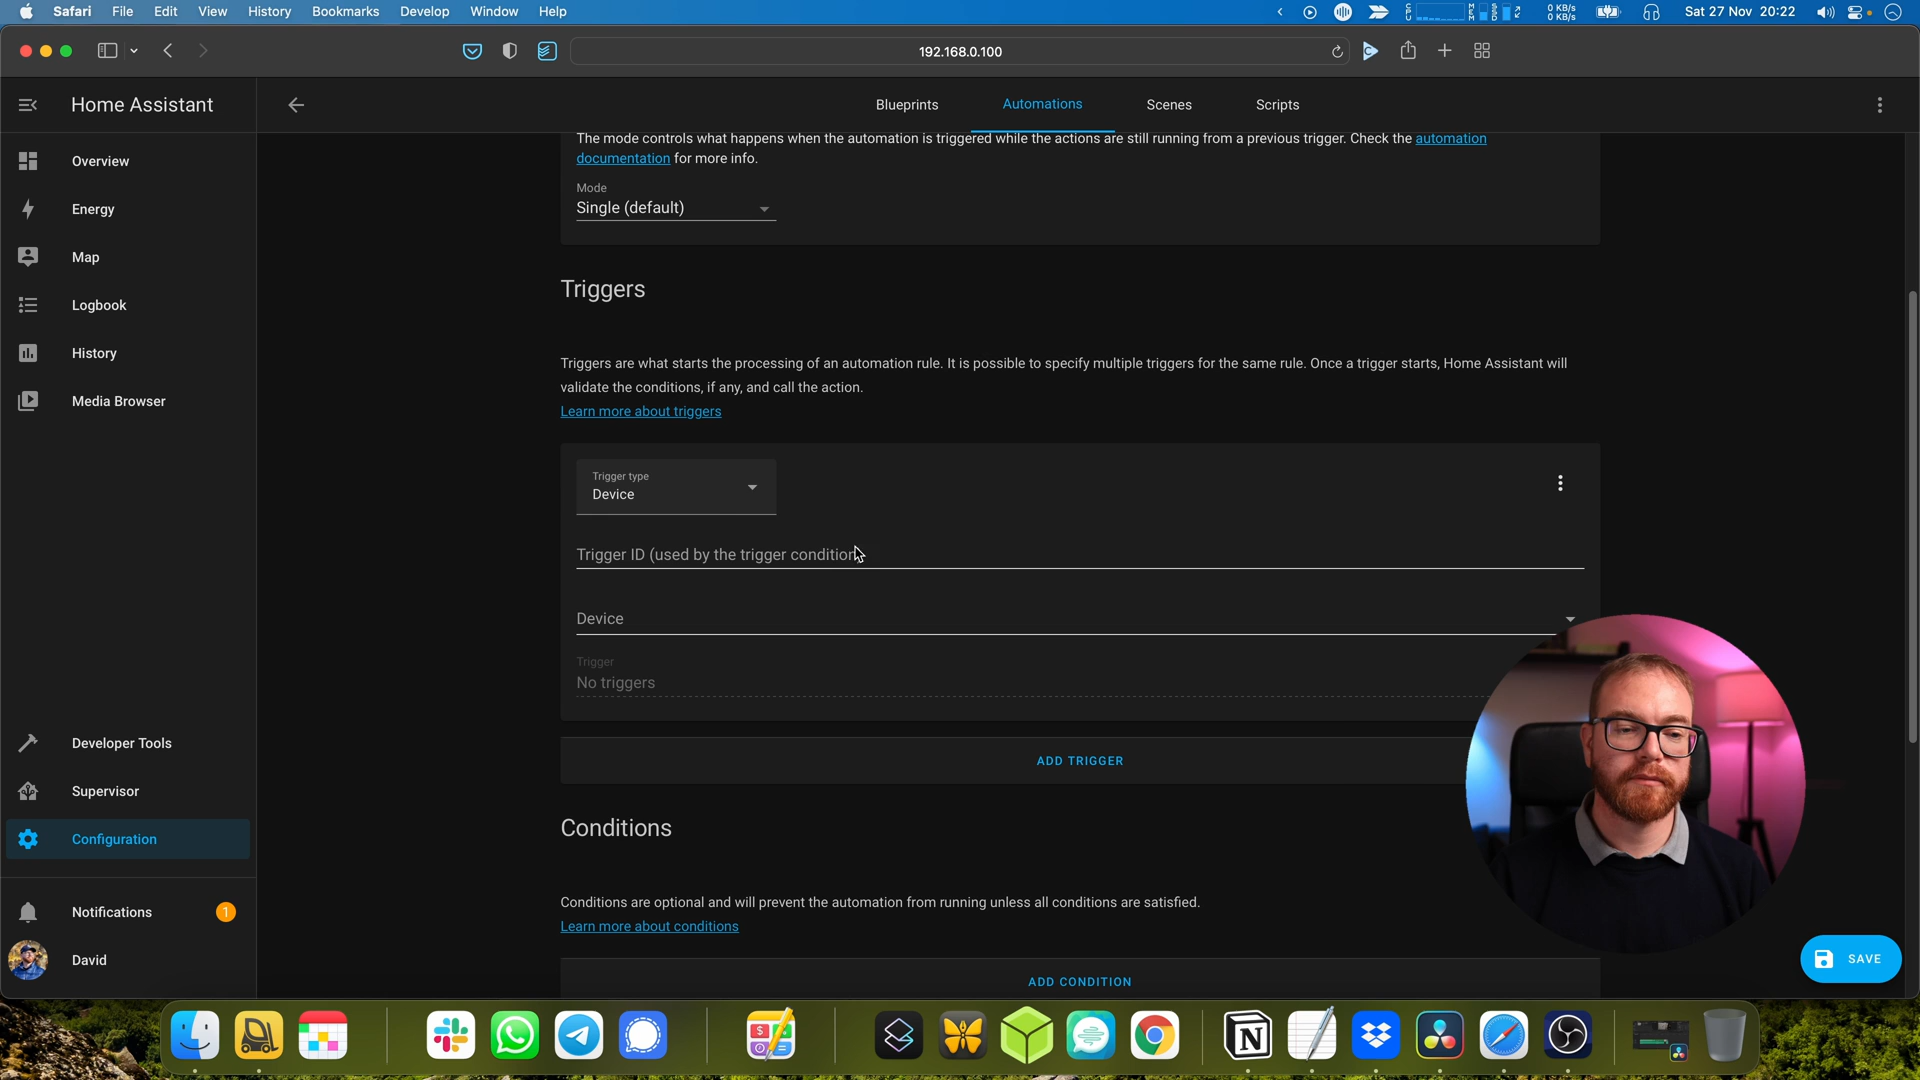 Safari File Edit View History Bookmarks Develop Window Help
0 KB/s
0 KB/s
Sat 27 Nov 20:22
192.168.0.100
Home Assistant
Blueprints Automations Scenes Scripts
Overview
Energy
Map
Logbook
History
Media Browser
Developer Tools
Supervisor
Configuration
Notifications 1
David
The mode controls what happens when the automation is triggered while the actions are still running from a previous trigger. Check the automation
documentation for more info.
Mode
Single (default)
Triggers
Triggers are what starts the processing of an automation rule. It is possible to specify multiple triggers for the same rule. Once a trigger starts, Home Assistant will
validate the conditions, if any, and call the action.
Learn more about triggers
Trigger type
Device
Trigger ID (used by the trigger condition
Device
Trigger
No triggers
ADD TRIGGER
Conditions
Conditions are optional and will prevent the automation from running unless all conditions are satisfied.
Learn more about conditions
ADD CONDITION
SAVE